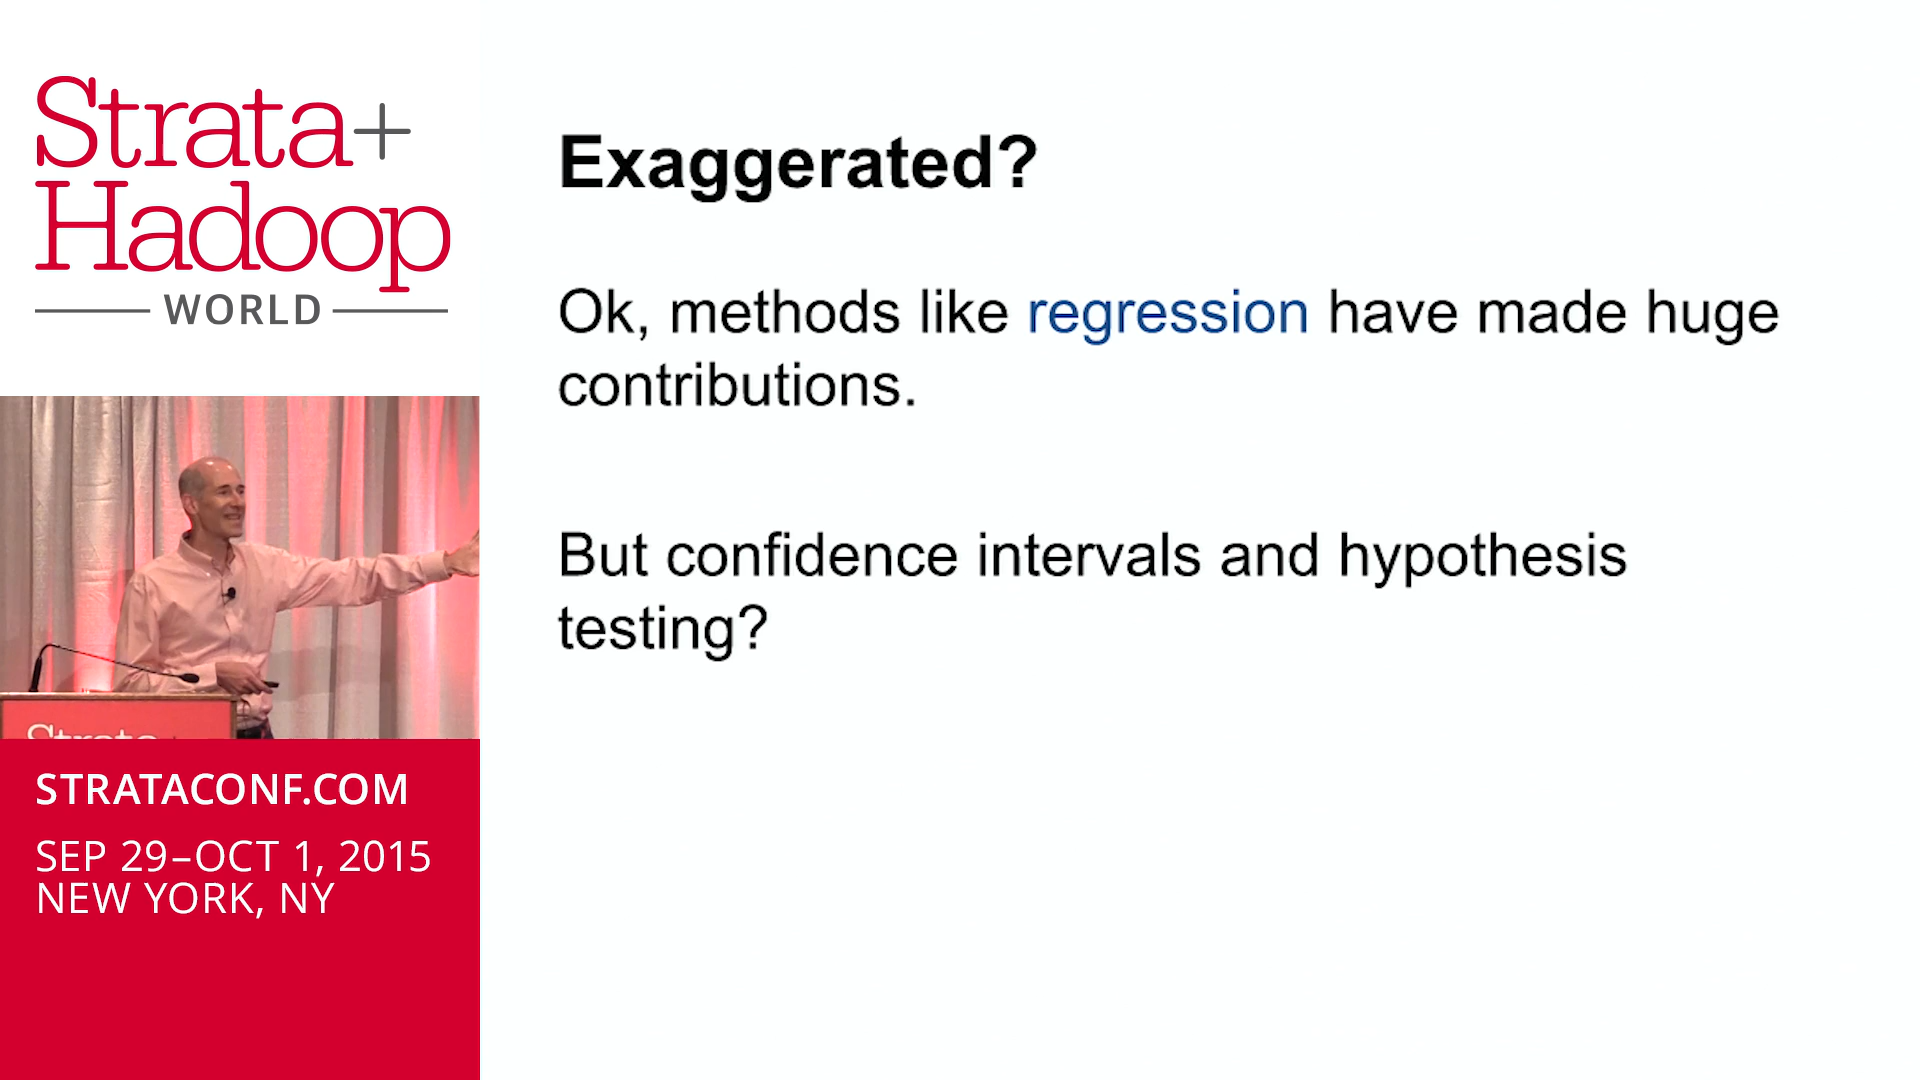 Strata+
Hadoop
WORLD
Exaggerated?
Ok, methods like regression have made huge
contributions.
But confidence intervals and hypothesis
testing?
Strata+
STRATACONF.COM
SEP 29–OCT 1, 2015
NEW YORK, NY